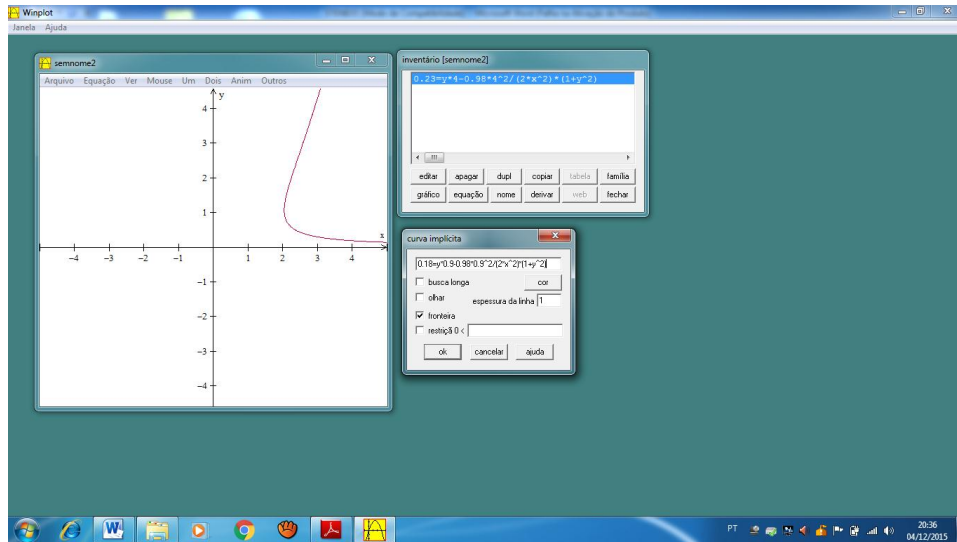 Winplot
Janela Ajuda
semnome2
Arquivo Equação Ver Mouse Um Dois Anim Outros
y
4
3
2
1
x
-4 -3 -2 -1 1 2 3 4
-1
-2
-3
-4
inventário [semnome2]
0.23=y*4-0.98*4^2/(2*x^2)*(1+y^2)
editar apagar dupl copiar tabela família
gráfico equação nome derivar web fechar
curva implícita
0.18=y*0.9-0.98*0.9^2/(2*x^2)*(1+y^2)
busca longa cor
olhar espessura da linha 1
fronteira
restriçã 0 <
ok cancelar ajuda
PT 20:36
04/12/2015